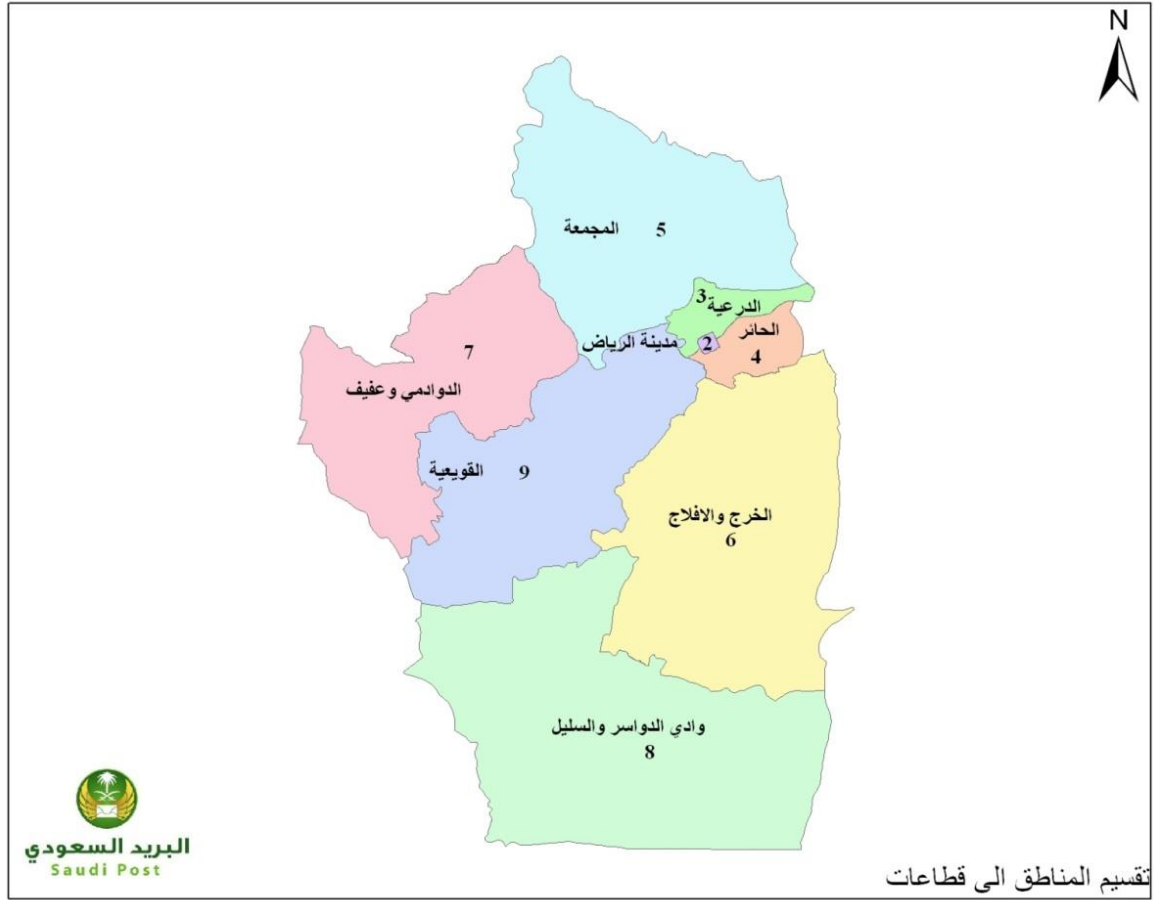 N
المجمعة 5
3 الدرعية
الحائر
4
2
مدينة الرياض
7
الدوادمي وعفيف
القويعية 9
الخرج والافلاج
6
وادي الدواسر والسليل
8
البريد السعودي
Saudi Post
تقسيم المناطق الى قطاعات